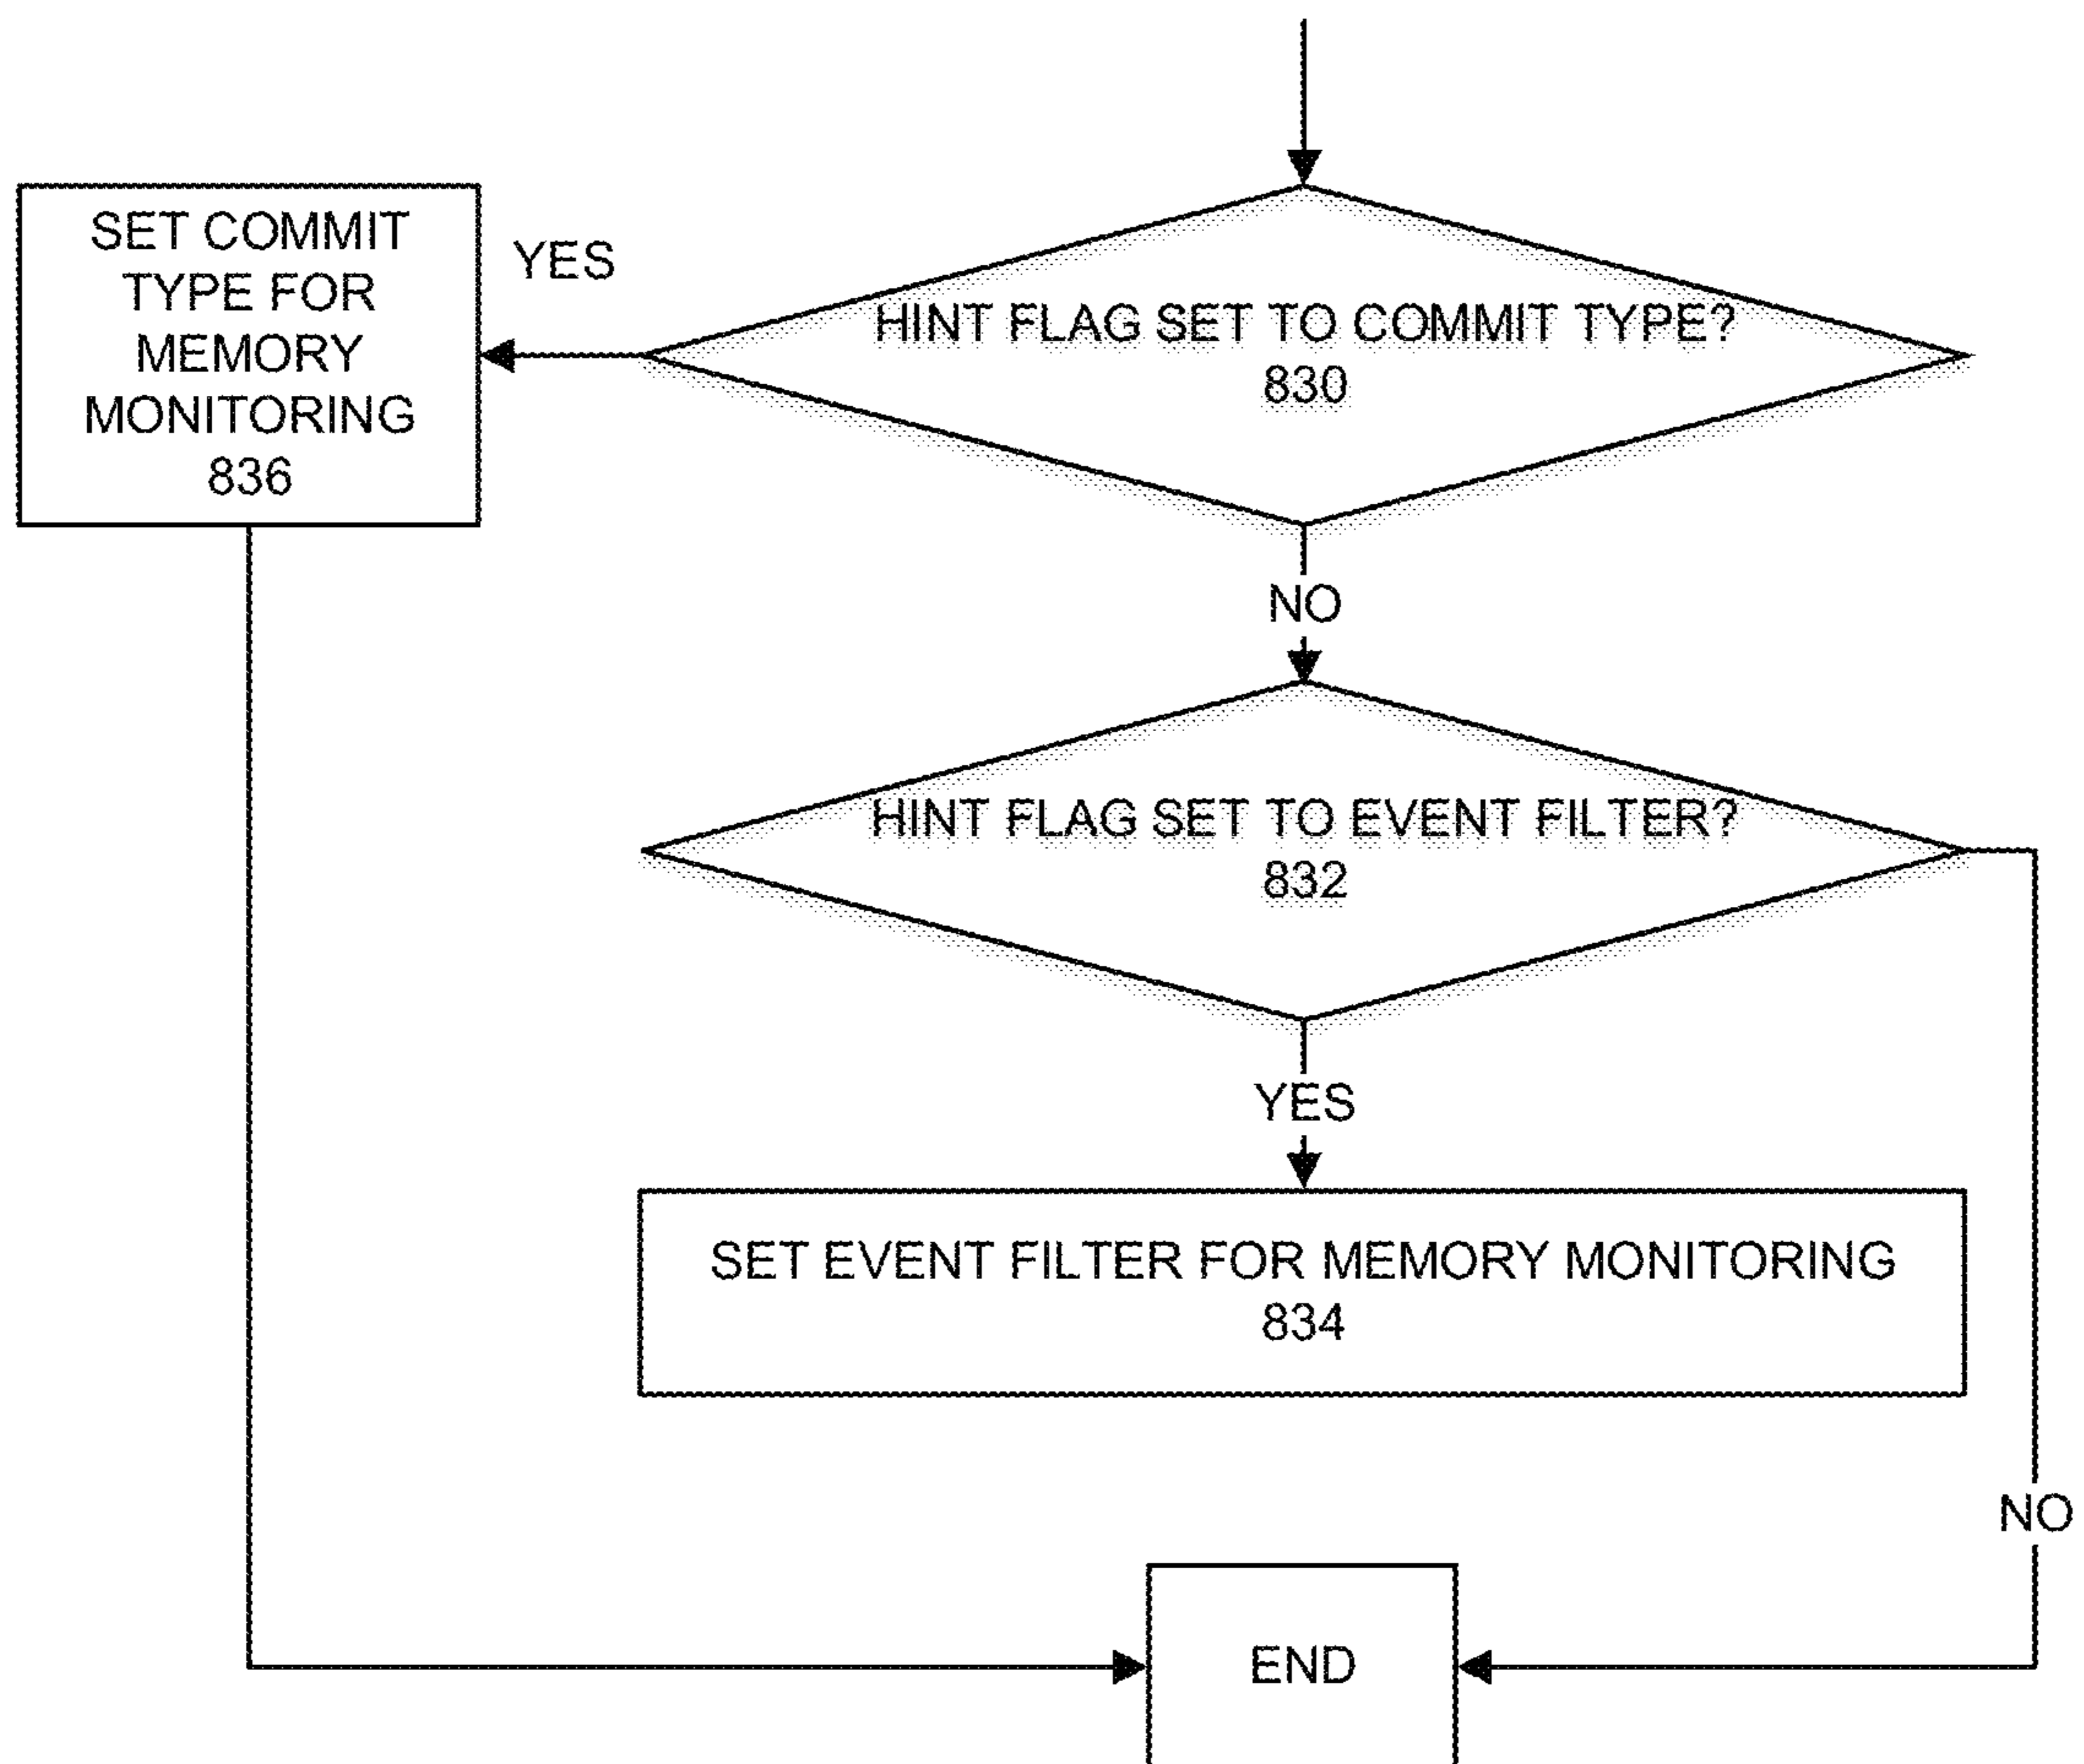 SET COMMIT
TYPE FOR
MEMORY
MONITORING
836
YES
HINT FLAG SET TO COMMIT TYPE?
830
NO
HINT FLAG SET TO EVENT FILTER?
832
YES
SET EVENT FILTER FOR MEMORY MONITORING
834
NO
END